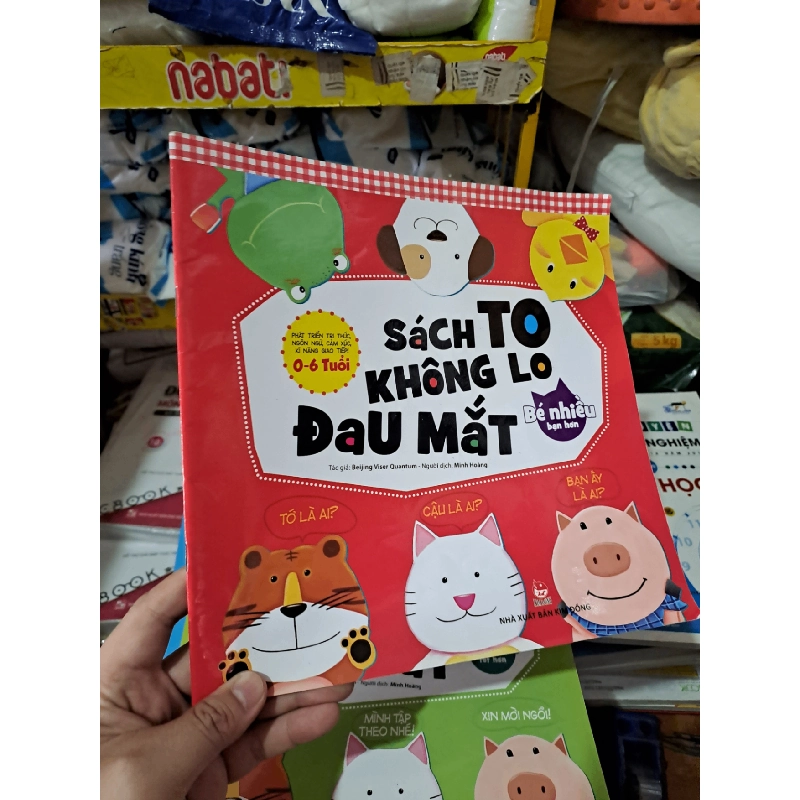 nabati
nabati
5kg
PHÁT TRIỂN TRI THỨC,
NGÔN NGỮ, CẢM XÚC,
KĨ NĂNG GIAO TIẾP!
0-6 Tuổi
SÁCH TO
KHÔNG LO
ĐAU MẮT
Bé nhiều
bạn hơn
Tác giả: Beijing Viser Quantum - Người dịch: Minh Hoàng
TỚ LÀ AI?
CẬU LÀ AI?
BẠN ẤY
LÀ AI?
NHÀ XUẤT BẢN KIM ĐỒNG
NGHIỆM
HỌC
BOOK
Người dịch: Minh Hoàng
MÌNH TẬP
THEO NHÉ!
XIN MỜI NGỒI!